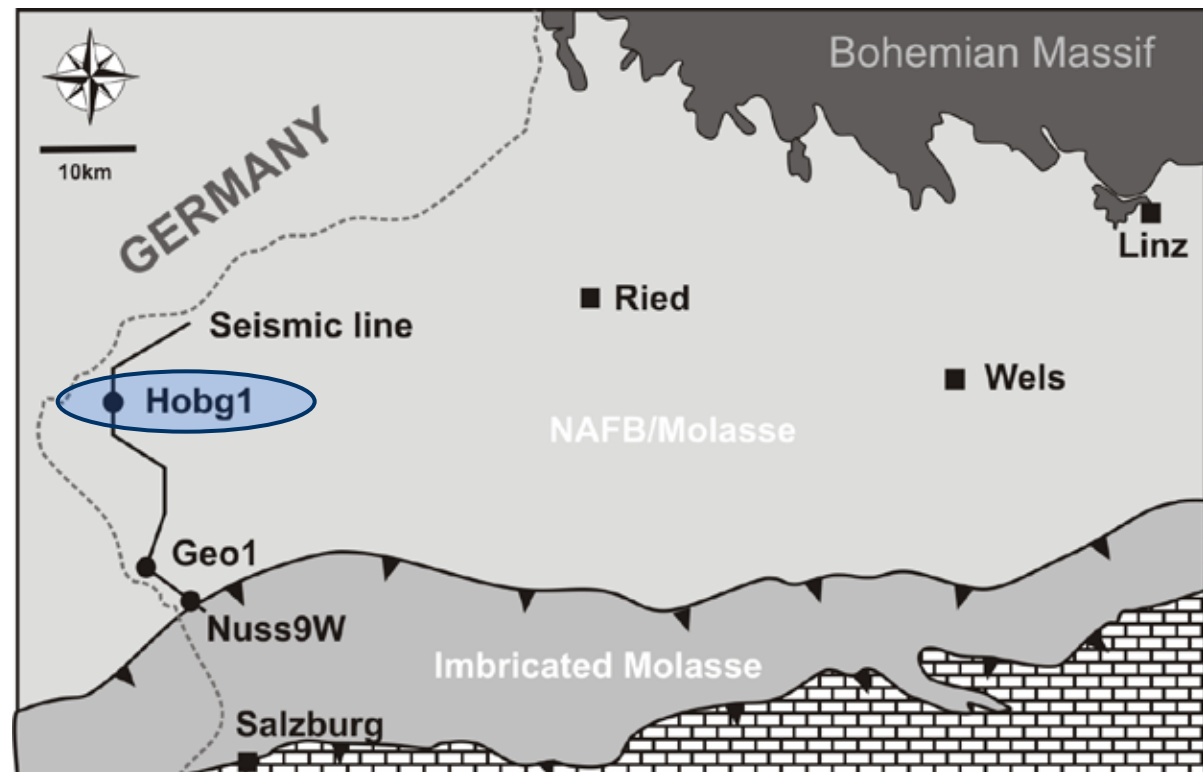 Bohemian Massif
10km
GERMANY
Linz
Ried
Seismic line
Wels
Hobg1
NAFB/Molasse
Geo1
Nuss9W
Imbricated Molasse
Salzburg